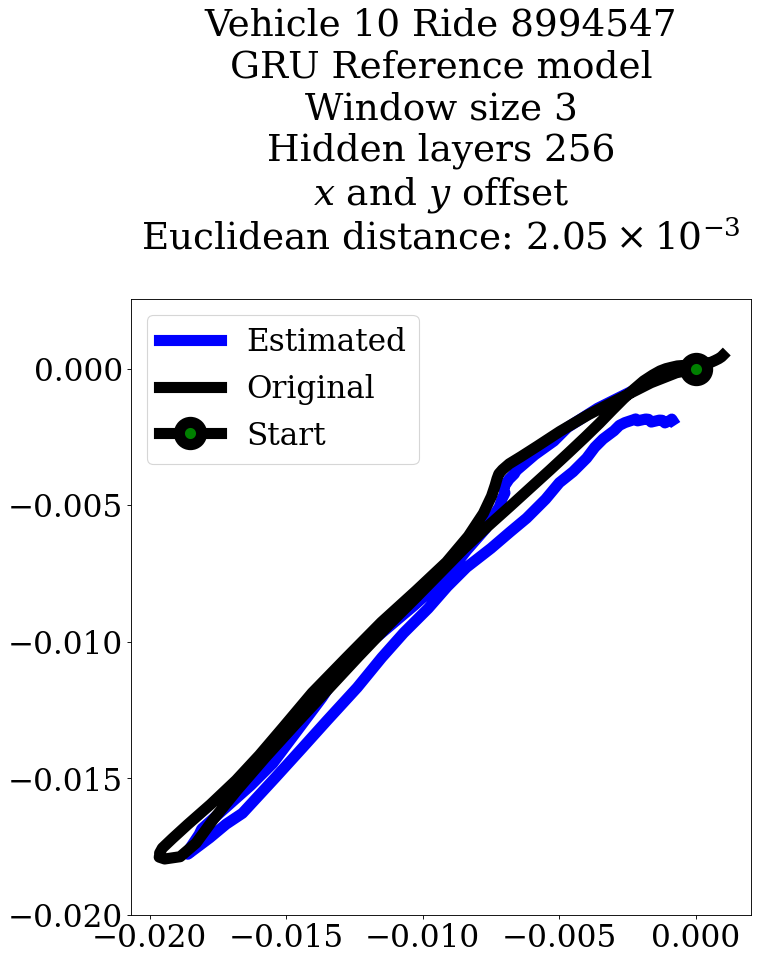 Vehicle 10 Ride 8994547
GRU Reference model
Window size 3
Hidden layers 256
x and y offset
Euclidean distance: 2.05 × 10⁻³
Estimated
Original
Start
0.000
−0.005
−0.010
−0.015
−0.020
−0.020 −0.015 −0.010 −0.005 0.000